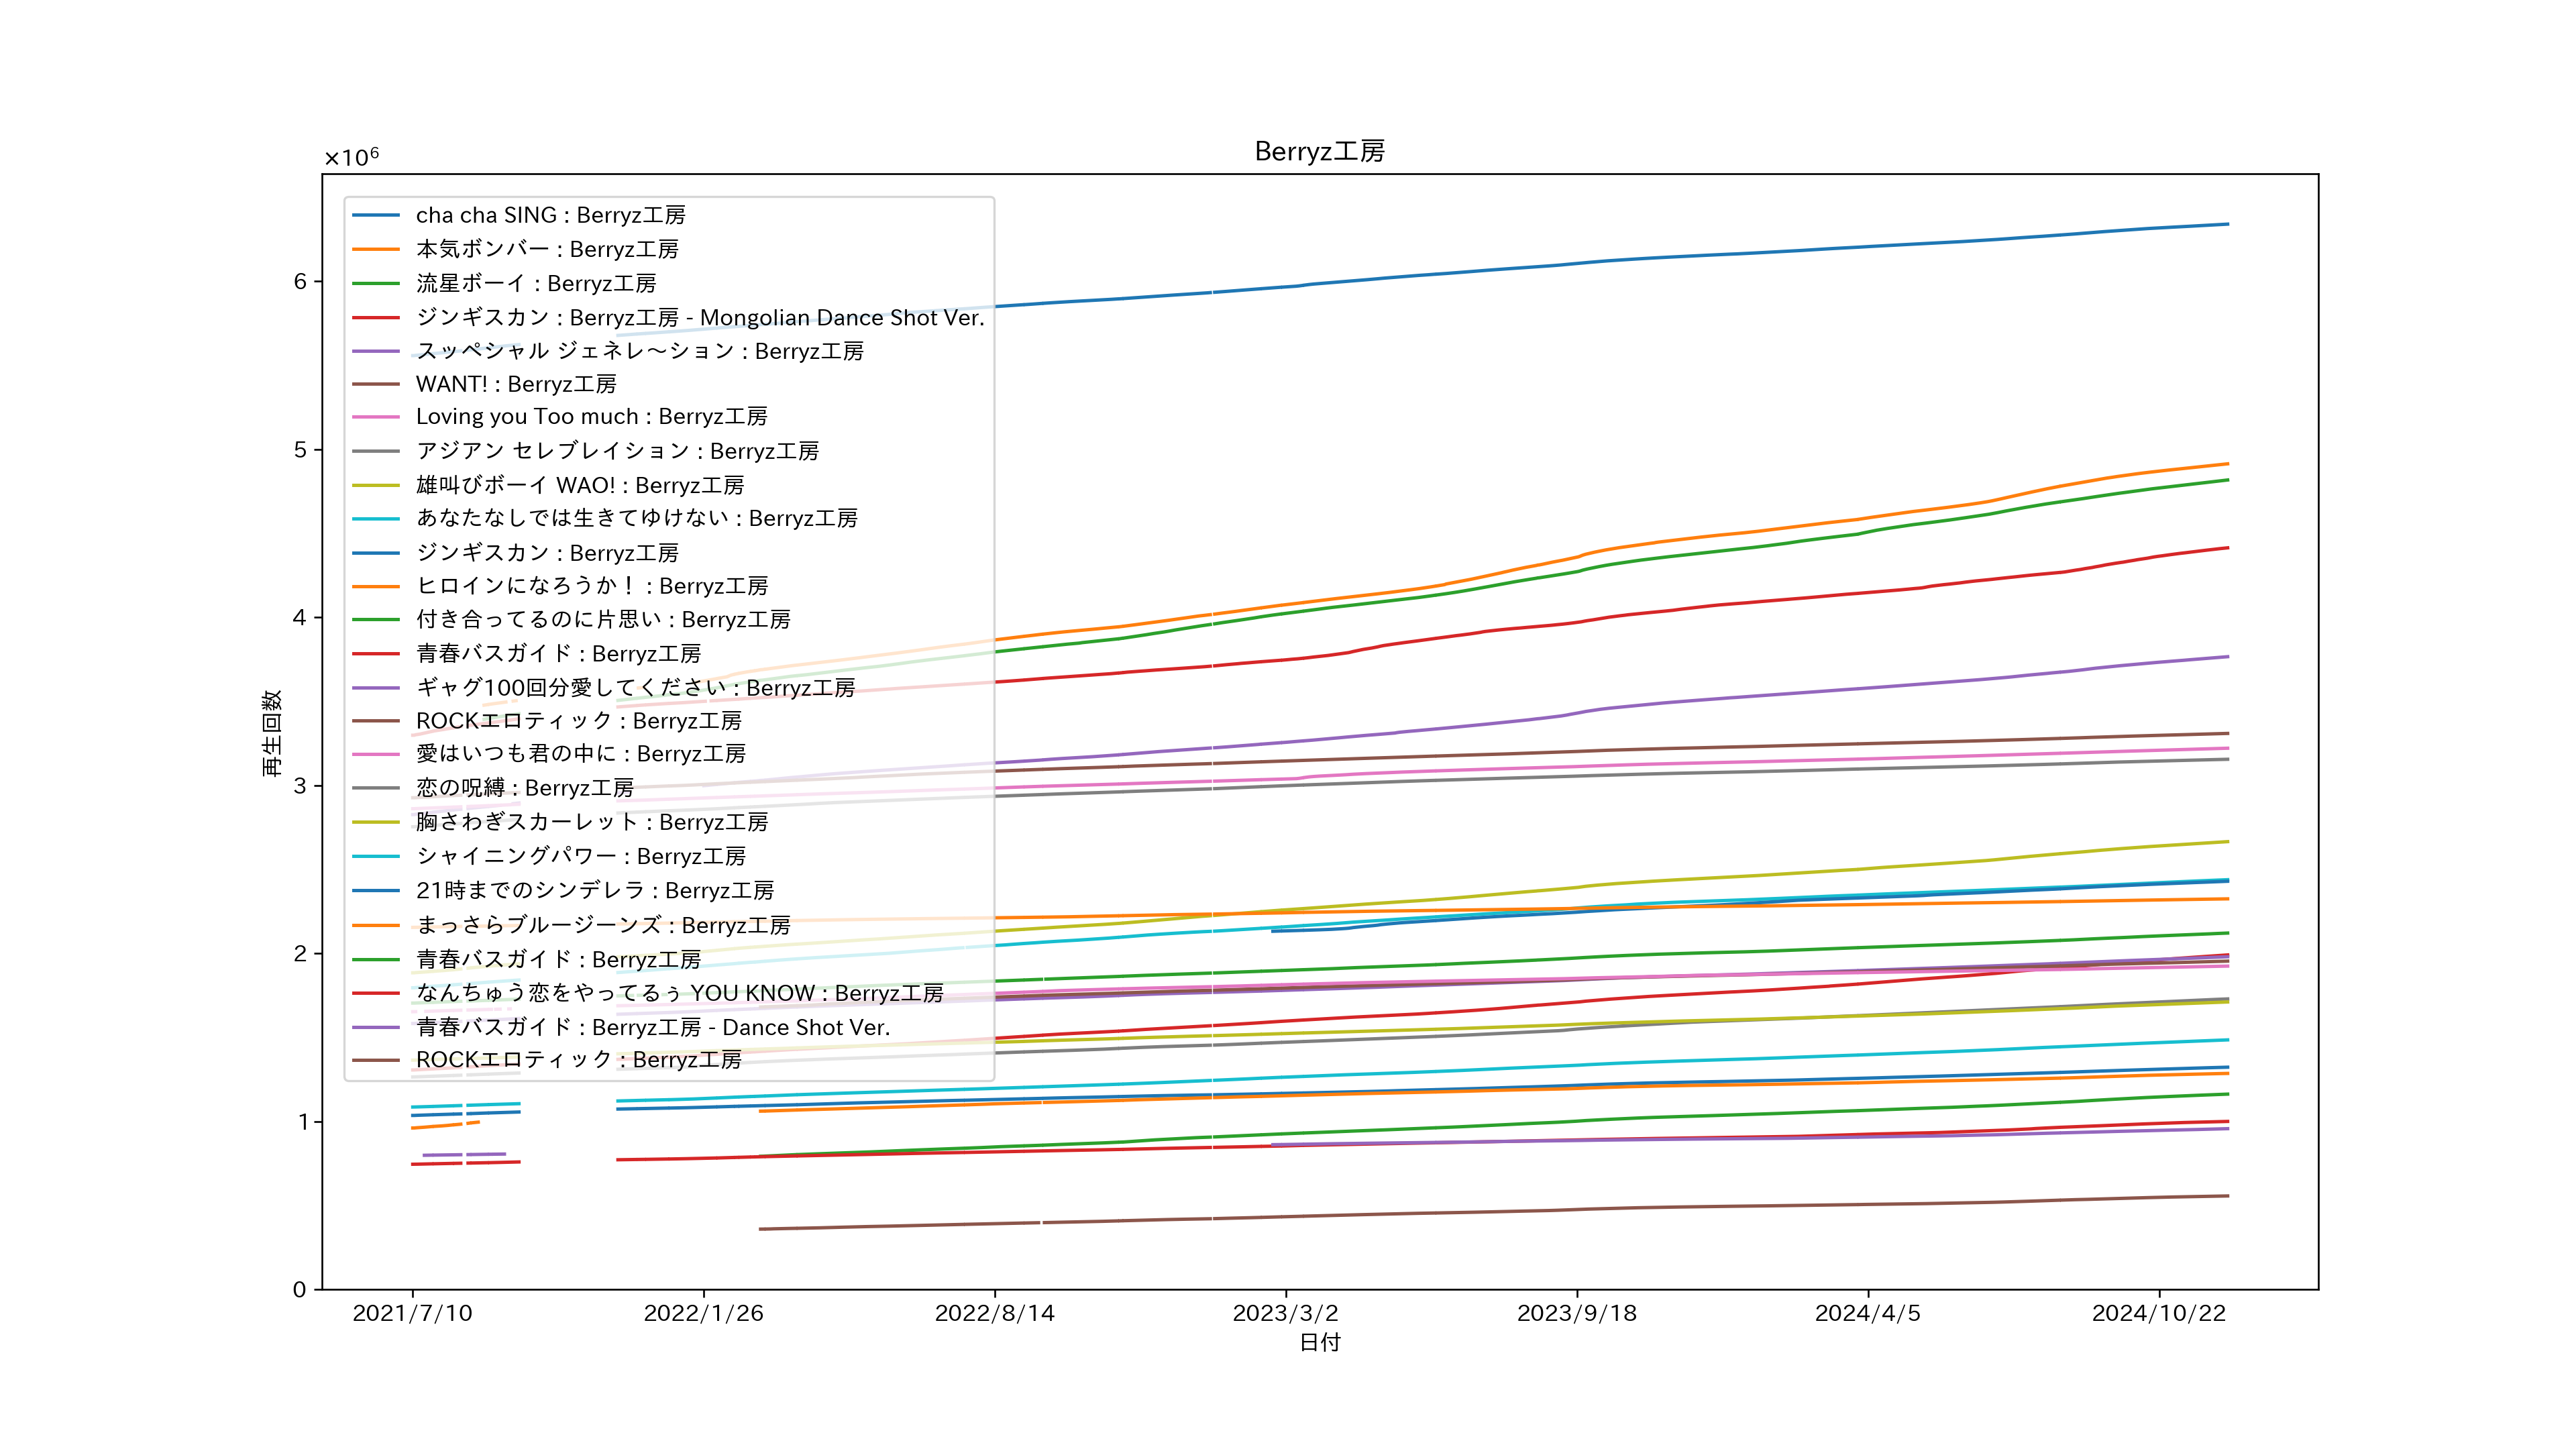 Berryz工房
×10⁶
cha cha SING : Berryz工房
本気ボンバー : Berryz工房
流星ボーイ : Berryz工房
ジンギスカン : Berryz工房 - Mongolian Dance Shot Ver.
スッペシャル ジェネレ〜ション : Berryz工房
WANT! : Berryz工房
Loving you Too much : Berryz工房
アジアン セレブレイション : Berryz工房
雄叫びボーイ WAO! : Berryz工房
あなたなしでは生きてゆけない : Berryz工房
ジンギスカン : Berryz工房
ヒロインになろうか！ : Berryz工房
付き合ってるのに片思い : Berryz工房
青春バスガイド : Berryz工房
ギャグ100回分愛してください : Berryz工房
ROCKエロティック : Berryz工房
愛はいつも君の中に : Berryz工房
恋の呪縛 : Berryz工房
胸さわぎスカーレット : Berryz工房
シャイニングパワー : Berryz工房
21時までのシンデレラ : Berryz工房
まっさらブルージーンズ : Berryz工房
青春バスガイド : Berryz工房
なんちゅう恋をやってるぅ YOU KNOW : Berryz工房
青春バスガイド : Berryz工房 - Dance Shot Ver.
ROCKエロティック : Berryz工房
再生回数
6
5
4
3
2
1
0
2021/7/10
2022/1/26
2022/8/14
2023/3/2
2023/9/18
2024/4/5
2024/10/22
日付